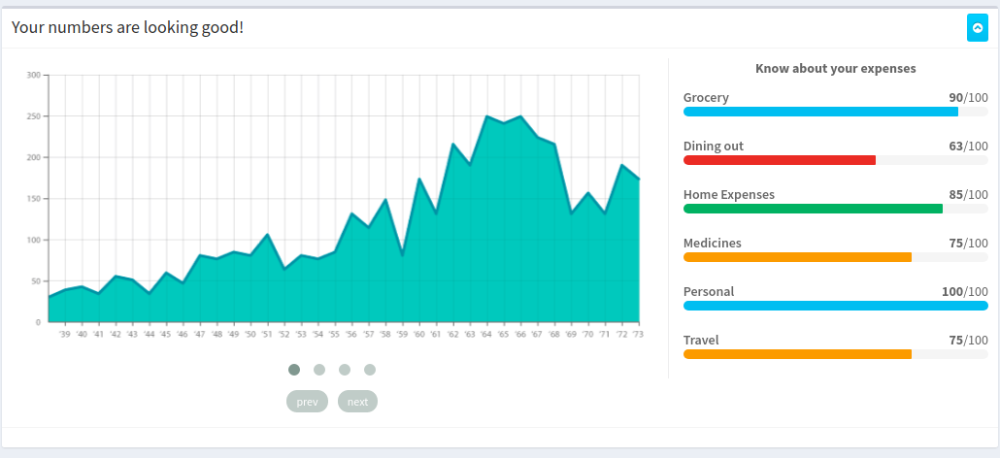 Your numbers are looking good!
300
250
200
150
100
50
0
'39 '40 '41 '42 '43 '44 '45 '46 '47 '48 '49 '50 '51 '52 '53 '54 '55 '56 '57 '58 '59 '60 '61 '62 '63 '64 '65 '66 '67 '68 '69 '70 '71 '72 '73
prev next
Know about your expenses
Grocery 90/100
Dining out 63/100
Home Expenses 85/100
Medicines 75/100
Personal 100/100
Travel 75/100